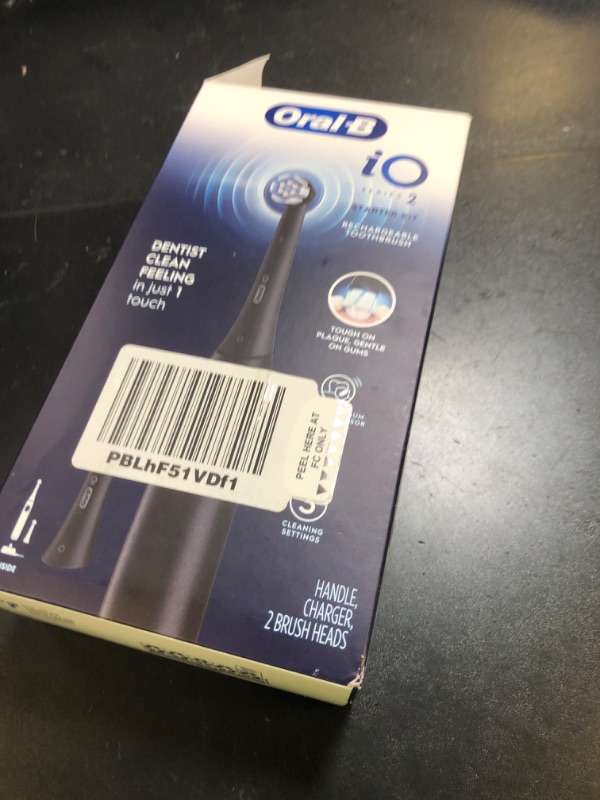 Oral-B
iO
SERIES 2
STARTER KIT
RECHARGEABLE
TOOTHBRUSH
DENTIST
CLEAN
FEELING
in just 1
touch
TOUGH ON
PLAQUE, GENTLE
ON GUMS
PBLhF51VDf1
PEEL HERE AT
FC ONLY
3
CLEANING
SETTINGS
HANDLE,
CHARGER,
2 BRUSH HEADS